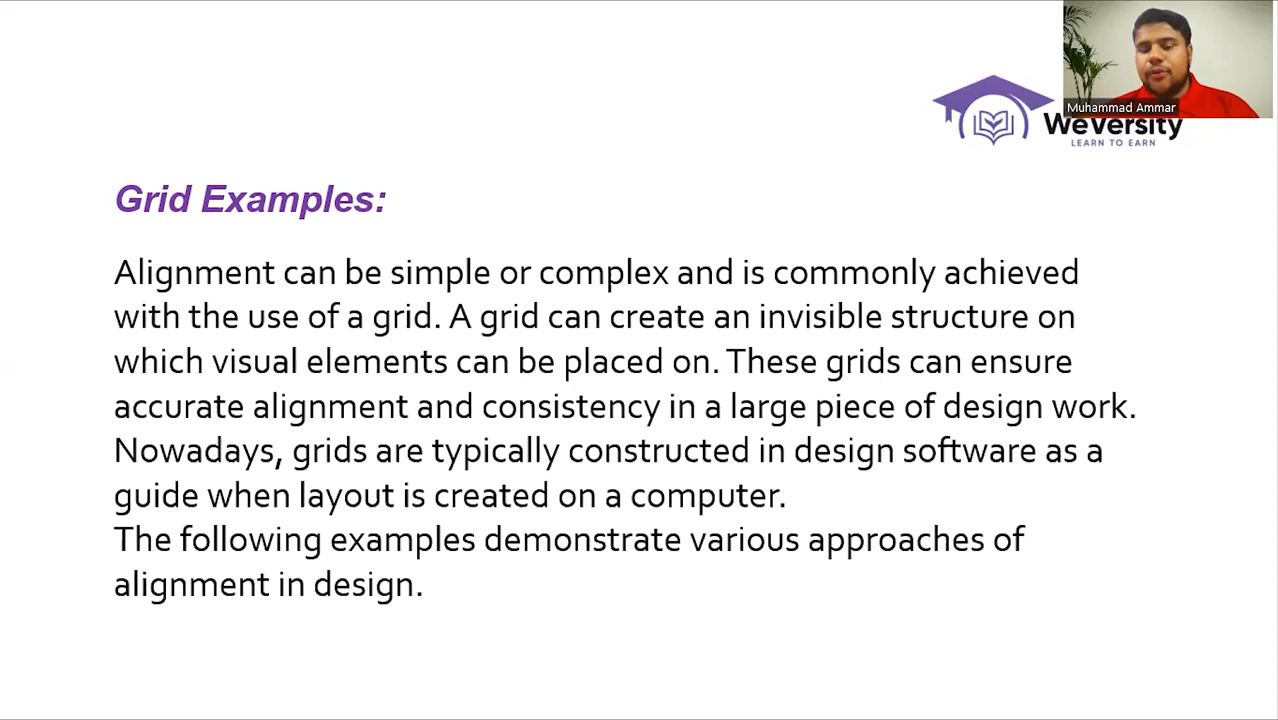 Muhammad Ammar
Weversity
LEARN TO EARN
Grid Examples:
Alignment can be simple or complex and is commonly achieved
with the use of a grid. A grid can create an invisible structure on
which visual elements can be placed on. These grids can ensure
accurate alignment and consistency in a large piece of design work.
Nowadays, grids are typically constructed in design software as a
guide when layout is created on a computer.
The following examples demonstrate various approaches of
alignment in design.